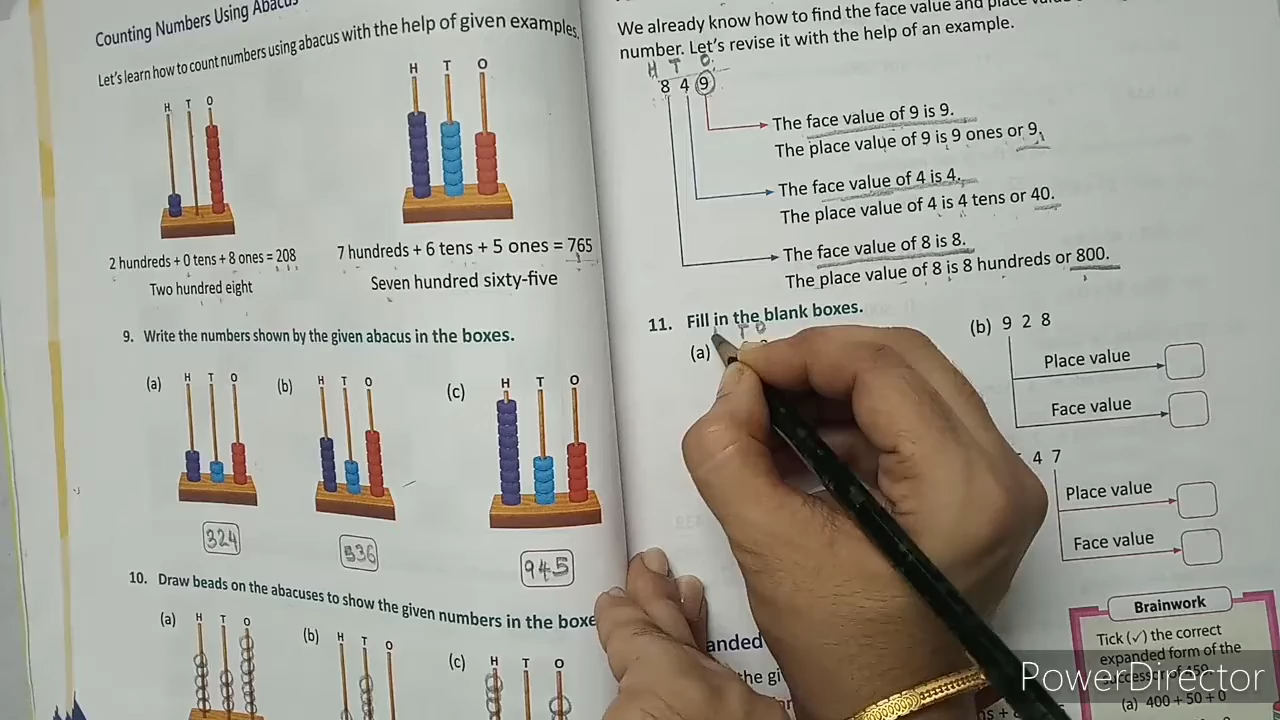 Counting Numbers Using Abacus
Let's learn how to count numbers using abacus with the help of given examples.
H T O
H T O
2 hundreds + 0 tens + 8 ones = 208
Two hundred eight
7 hundreds + 6 tens + 5 ones = 765
Seven hundred sixty-five
9. Write the numbers shown by the given abacus in the boxes.
(a) H T O
(b) H T O
(c) H T O
324
536
945
10. Draw beads on the abacuses to show the given numbers in the boxe
(a) H T O
(b) H T O
(c) H T O
We already know how to find the face value and place
number. Let's revise it with the help of an example.
H T O
8 4 9
The face value of 9 is 9.
The place value of 9 is 9 ones or 9.
The face value of 4 is 4.
The place value of 4 is 4 tens or 40.
The face value of 8 is 8.
The place value of 8 is 8 hundreds or 800.
11. Fill in the blank boxes.
T O
(a)
(b) 9 2 8
Place value
Face value
4 7
Place value
Face value
anded
the gi
Brainwork
Tick (✓) the correct
expanded form of the
successor of 459
(a) 400 + 50 + 0
PowerDirector